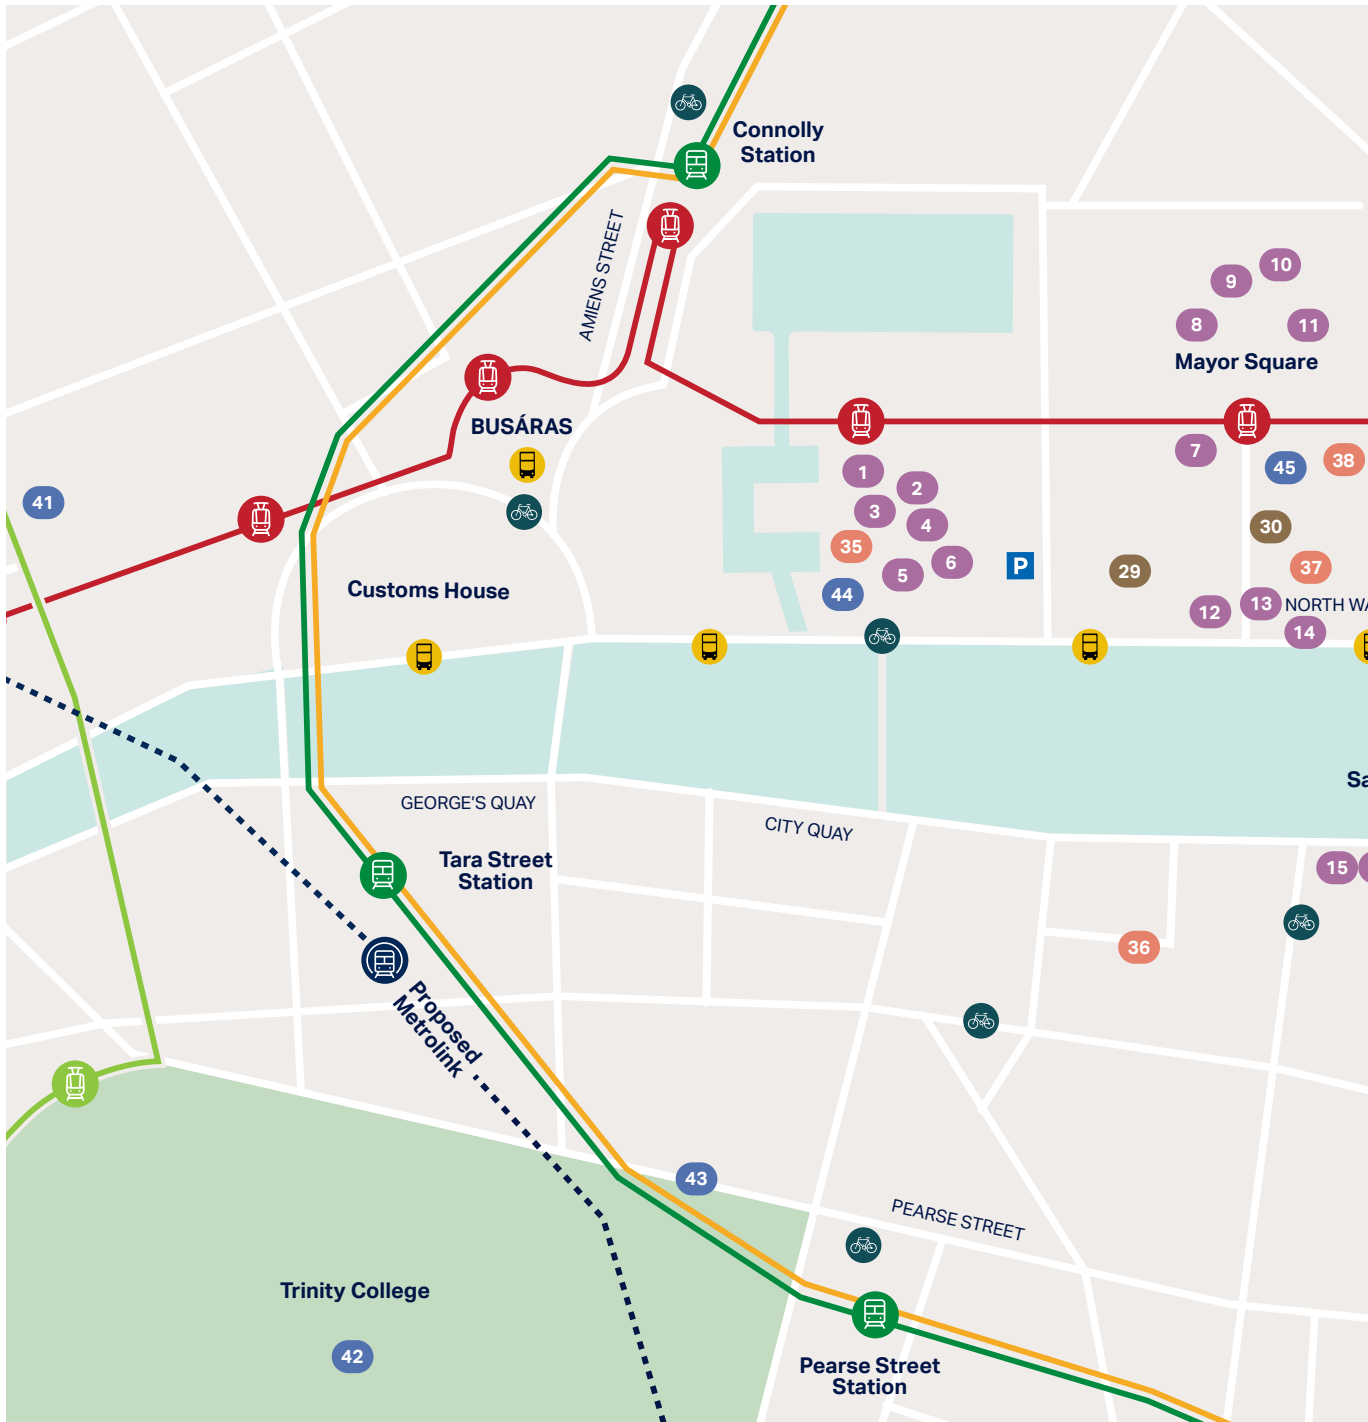 Connolly
Station
AMIENS STREET
10
9
8
11
Mayor Square
BUSÁRAS
7
38
45
1
2
41
3
4
30
35
6
37
5
29
Customs House
44
13
NORTH WA
12
14
Sa
GEORGE'S QUAY
CITY QUAY
Tara Street
Station
15
36
Proposed
Metrolink
43
PEARSE STREET
Trinity College
42
Pearse Street
Station
P